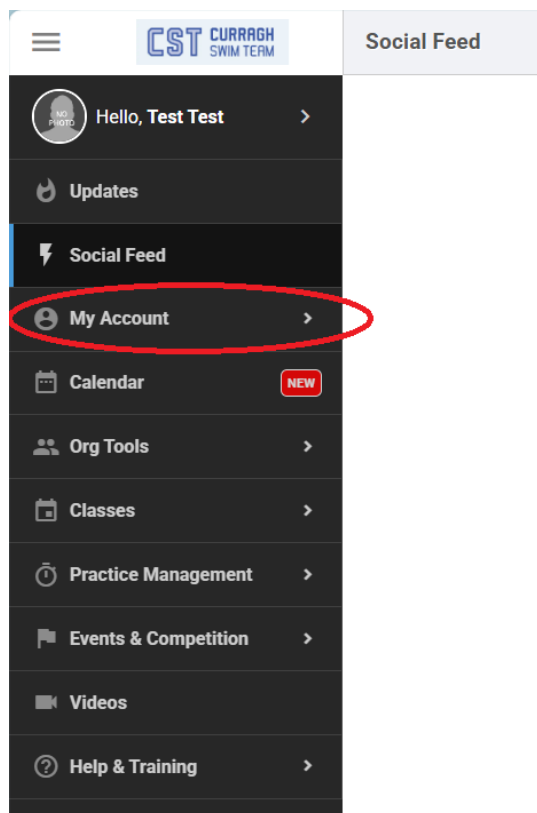 CST CURRAGH SWIM TEAM
Social Feed
NO PHOTO
Hello, Test Test
Updates
Social Feed
My Account
Calendar
NEW
Org Tools
Classes
Practice Management
Events & Competition
Videos
Help & Training